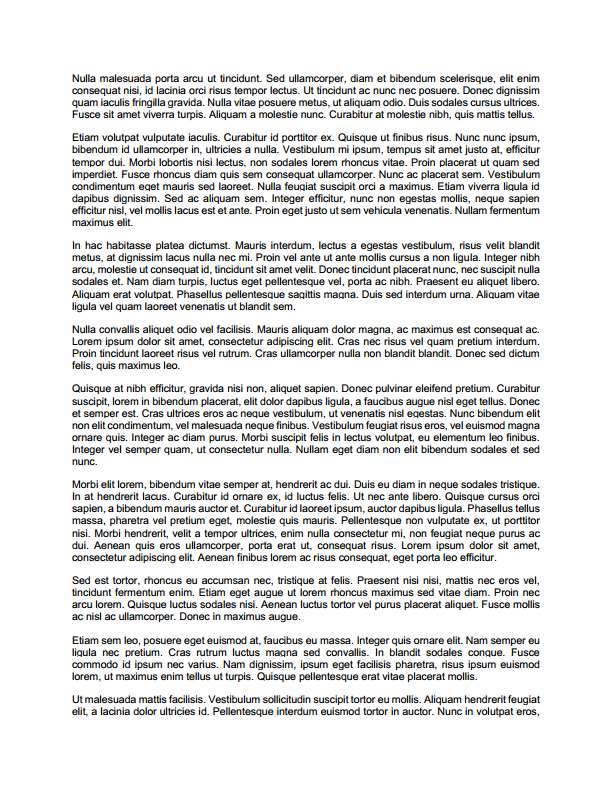 Nulla malesuada porta arcu ut tincidunt. Sed ullamcorper, diam et bibendum scelerisque, elit enim
consequat nisi, id lacinia orci risus tempor lectus. Ut tincidunt ac nunc nec posuere. Donec dignissim
quam iaculis fringilla gravida. Nulla vitae posuere metus, ut aliquam odio. Duis sodales cursus ultrices.
Fusce sit amet viverra turpis. Aliquam a molestie nunc. Curabitur at molestie nibh, quis mattis tellus.
Etiam volutpat vulputate iaculis. Curabitur id porttitor ex. Quisque ut finibus risus. Nunc nunc ipsum,
bibendum id ullamcorper in, ultricies a nulla. Vestibulum mi ipsum, tempus sit amet justo at, efficitur
tempor dui. Morbi lobortis nisi lectus, non sodales lorem rhoncus vitae. Proin placerat ut quam sed
imperdiet. Fusce rhoncus diam quis sem consequat ullamcorper. Nunc ac placerat sem. Vestibulum
condimentum eget mauris sed laoreet. Nulla feugiat suscipit orci a maximus. Etiam viverra ligula id
dapibus dignissim. Sed ac aliquam sem. Integer efficitur, nunc non egestas mollis, neque sapien
efficitur nisl, vel mollis lacus est et ante. Proin eget justo ut sem vehicula venenatis. Nullam fermentum
maximus elit.
In hac habitasse platea dictumst. Mauris interdum, lectus a egestas vestibulum, risus velit blandit
metus, at dignissim lacus nulla nec mi. Proin vel ante ut ante mollis cursus a non ligula. Integer nibh
arcu, molestie ut consequat id, tincidunt sit amet velit. Donec tincidunt placerat nunc, nec suscipit nulla
sodales et. Nam diam turpis, luctus eget pellentesque vel, porta ac nibh. Praesent eu aliquet libero.
Aliquam erat volutpat. Phasellus pellentesque sagittis magna. Duis sed interdum urna. Aliquam vitae
ligula vel quam laoreet venenatis ut blandit sem.
Nulla convallis aliquet odio vel facilisis. Mauris aliquam dolor magna, ac maximus est consequat ac.
Lorem ipsum dolor sit amet, consectetur adipiscing elit. Cras nec risus vel quam pretium interdum.
Proin tincidunt laoreet risus vel rutrum. Cras ullamcorper nulla non blandit blandit. Donec sed dictum
felis, quis maximus leo.
Quisque at nibh efficitur, gravida nisi non, aliquet sapien. Donec pulvinar eleifend pretium. Curabitur
suscipit, lorem in bibendum placerat, elit dolor dapibus ligula, a faucibus augue nisl eget tellus. Donec
et semper est. Cras ultrices eros ac neque vestibulum, ut venenatis nisl egestas. Nunc bibendum elit
non elit condimentum, vel malesuada neque finibus. Vestibulum feugiat risus eros, vel euismod magna
ornare quis. Integer ac diam purus. Morbi suscipit felis in lectus volutpat, eu elementum leo finibus.
Integer vel semper quam, ut consectetur nulla. Nullam eget diam non elit bibendum sodales et sed
nunc.
Morbi elit lorem, bibendum vitae semper at, hendrerit ac dui. Duis eu diam in neque sodales tristique.
In at hendrerit lacus. Curabitur id ornare ex, id luctus felis. Ut nec ante libero. Quisque cursus orci
sapien, a bibendum mauris auctor et. Curabitur id laoreet ipsum, auctor dapibus ligula. Phasellus tellus
massa, pharetra vel pretium eget, molestie quis mauris. Pellentesque non vulputate ex, ut porttitor
nisi. Morbi hendrerit, velit a tempor ultrices, enim nulla consectetur mi, non feugiat neque purus ac
dui. Aenean quis eros ullamcorper, porta erat ut, consequat risus. Lorem ipsum dolor sit amet,
consectetur adipiscing elit. Aenean finibus lorem ac risus consequat, eget porta leo efficitur.
Sed est tortor, rhoncus eu accumsan nec, tristique at felis. Praesent nisi nisi, mattis nec eros vel,
tincidunt fermentum enim. Etiam eget augue ut lorem rhoncus maximus sed vitae diam. Proin nec
arcu lorem. Quisque luctus sodales nisi. Aenean luctus tortor vel purus placerat aliquet. Fusce mollis
ac nisl ac ullamcorper. Donec in maximus augue.
Etiam sem leo, posuere eget euismod at, faucibus eu massa. Integer quis ornare elit. Nam semper eu
ligula nec pretium. Cras rutrum luctus magna sed convallis. In blandit sodales congue. Fusce
commodo id ipsum nec varius. Nam dignissim, ipsum eget facilisis pharetra, risus ipsum euismod
lorem, ut maximus enim tellus ut turpis. Quisque pellentesque erat vitae placerat mollis.
Ut malesuada mattis facilisis. Vestibulum sollicitudin suscipit tortor eu mollis. Aliquam hendrerit feugiat
elit, a lacinia dolor ultricies id. Pellentesque interdum euismod tortor in auctor. Nunc in volutpat eros,